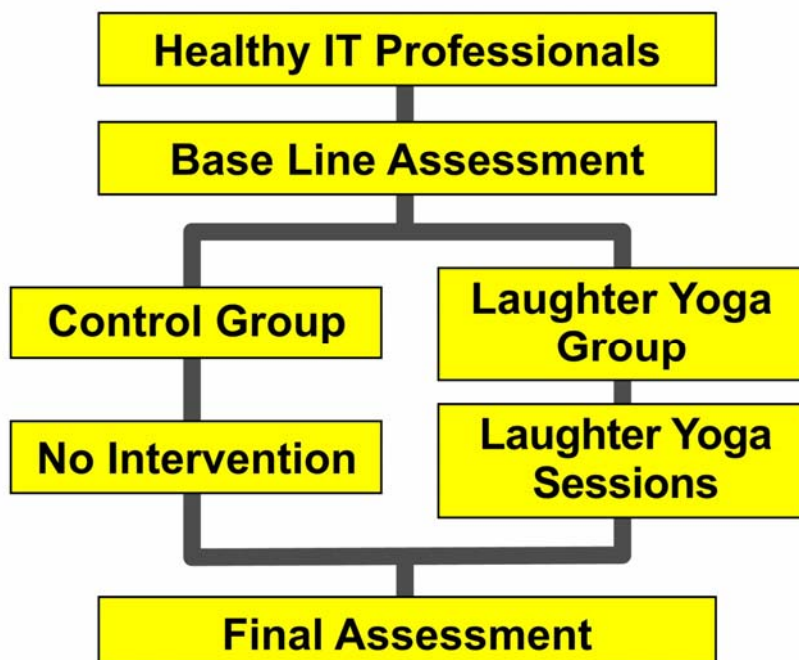 Healthy IT Professionals
Base Line Assessment
Control Group
Laughter Yoga
Group
No Intervention
Laughter Yoga
Sessions
Final Assessment